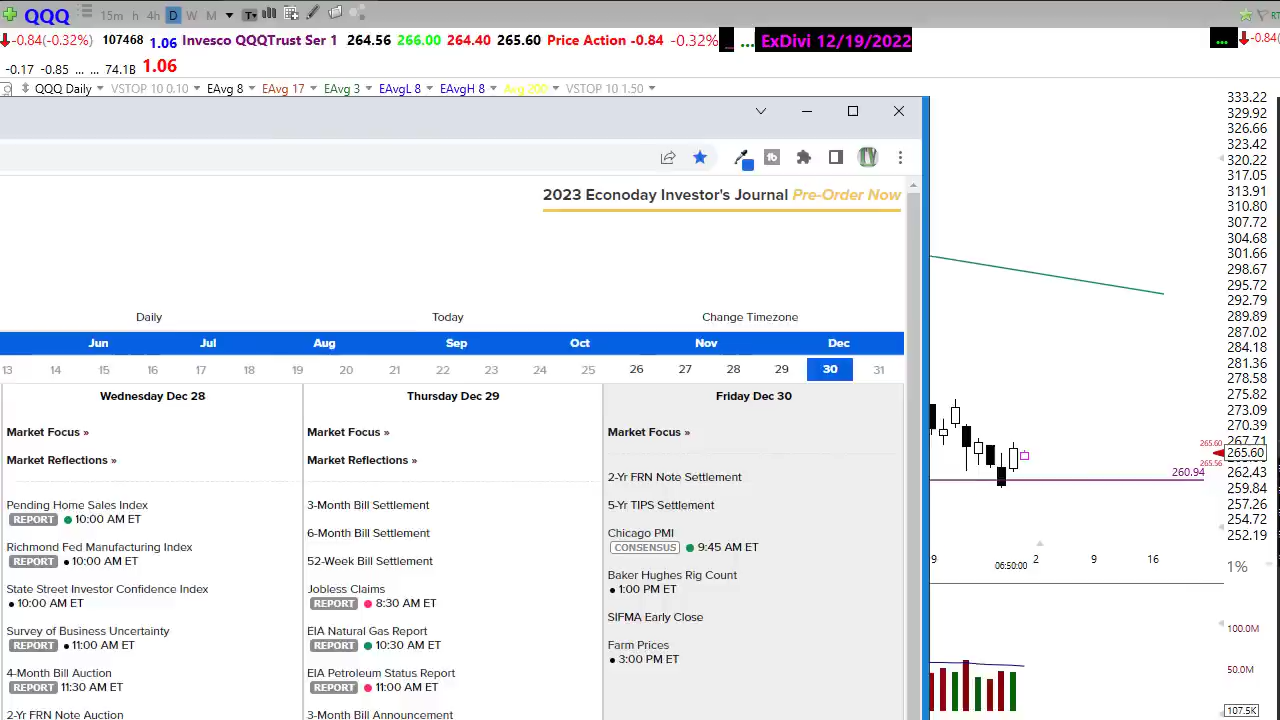 QQQ 15m h 4h D W M T
-0.84(-0.32%) 107468 1.06 Invesco QQQTrust Ser 1 264.56 266.00 264.40 265.60 Price Action -0.84 -0.32% ... ExDivi 12/19/2022 ... -0.84(
-0.17 -0.85 ... ... 74.1B 1.06
QQQ Daily VSTOP 10 0.10 EAvg 8 EAvg 17 EAvg 3 EAvgL 8 EAvgH 8 Avg 200 VSTOP 10 1.50
2023 Econoday Investor's Journal Pre-Order Now
Daily Today Change Timezone
Jun Jul Aug Sep Oct Nov Dec
13 14 15 16 17 18 19 20 21 22 23 24 25 26 27 28 29 30 31
Wednesday Dec 28
Market Focus »
Market Reflections »
Pending Home Sales Index
REPORT 10:00 AM ET
Richmond Fed Manufacturing Index
REPORT 10:00 AM ET
State Street Investor Confidence Index
10:00 AM ET
Survey of Business Uncertainty
REPORT 11:00 AM ET
4-Month Bill Auction
REPORT 11:30 AM ET
2-Yr FRN Note Auction
Thursday Dec 29
Market Focus »
Market Reflections »
3-Month Bill Settlement
6-Month Bill Settlement
52-Week Bill Settlement
Jobless Claims
REPORT 8:30 AM ET
EIA Natural Gas Report
REPORT 10:30 AM ET
EIA Petroleum Status Report
REPORT 11:00 AM ET
3-Month Bill Announcement
Friday Dec 30
Market Focus »
2-Yr FRN Note Settlement
5-Yr TIPS Settlement
Chicago PMI
CONSENSUS 9:45 AM ET
Baker Hughes Rig Count
1:00 PM ET
SIFMA Early Close
Farm Prices
3:00 PM ET
333.22
329.92
326.66
323.42
320.22
317.05
313.91
310.80
307.72
304.68
301.66
298.67
295.72
292.79
289.89
287.02
284.18
281.36
278.58
275.82
273.09
270.39
267.71
265.60 265.60
265.56
260.94 262.43
259.84
257.26
254.72
252.19
9 2 9 16
06:50:00
1%
100.0M
50.0M
107.5K